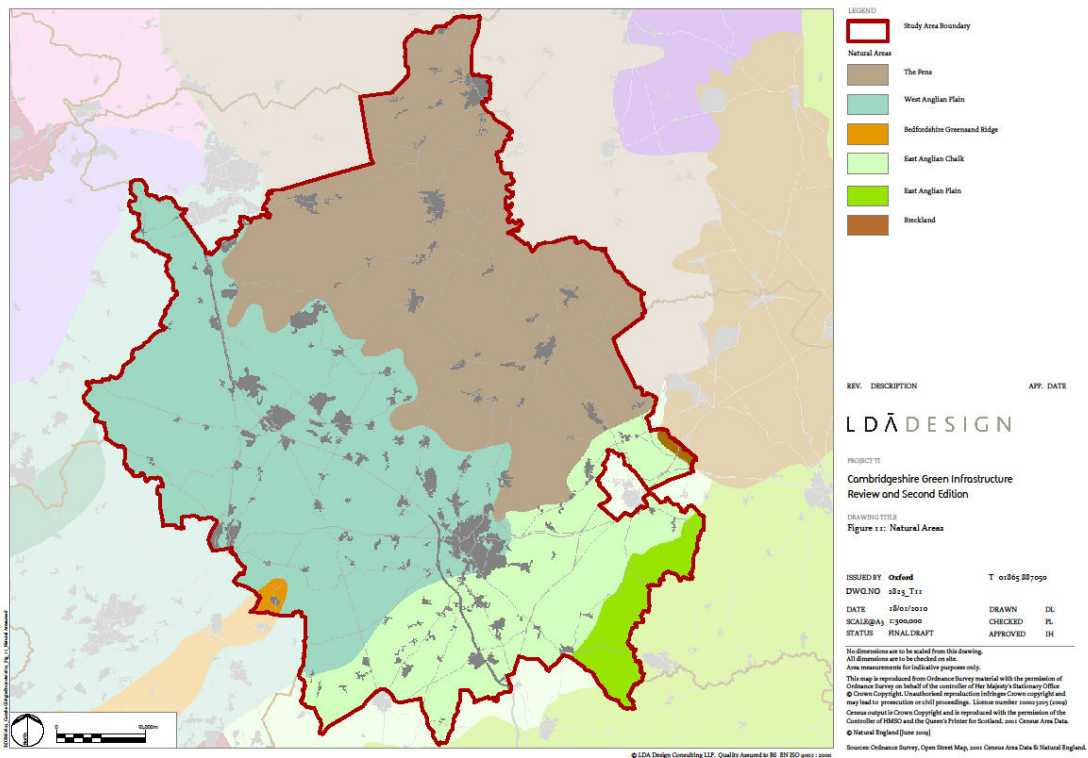 LEGEND
Study Area Boundary
Natural Areas
The Fens
West Anglian Plain
Bedfordshire Greensand Ridge
East Anglian Chalk
East Anglian Plain
Breckland
REV. DESCRIPTION APP. DATE
LDĀDESIGN
PROJECT TI
Cambridgeshire Green Infrastructure
Review and Second Edition
DRAWING TITLE
Figure 11: Natural Areas
ISSUED BY Oxford T 01865 887050
DWG.NO 2823_T11
DATE 18/01/2010 DRAWN DL
SCALE@A3 1:300,000 CHECKED PL
STATUS FINAL DRAFT APPROVED IH
No dimensions are to be scaled from this drawing.
All dimensions are to be checked on site.
Area measurements for indicative purposes only.
This map is reproduced from Ordnance Survey material with the permission of
Ordnance Survey on behalf of the controller of Her Majesty's Stationary Office
© Crown Copyright. Unauthorised reproduction infringes Crown copyright and
may lead to prosecution or civil proceedings. Licence number 100023205 (2009)
Census output is Crown Copyright and is reproduced with the permission of the
Controller of HMSO and the Queen's Printer for Scotland. 2001 Census Area Data.
© Natural England [June 2009]
Sources: Ordnance Survey, Open Street Map, 2001 Census Area Data & Natural England.
0 10,000m
© LDA Design Consulting LLP. Quality Assured to BS EN ISO 9001 : 2000